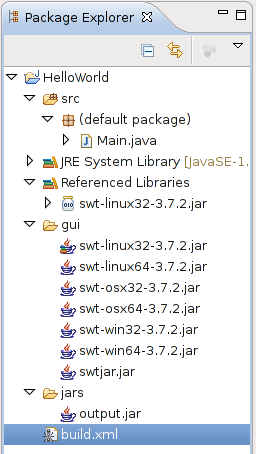 Package Explorer
HelloWorld
src
(default package)
Main.java
JRE System Library [JavaSE-1.
Referenced Libraries
swt-linux32-3.7.2.jar
gui
swt-linux32-3.7.2.jar
swt-linux64-3.7.2.jar
swt-osx32-3.7.2.jar
swt-osx64-3.7.2.jar
swt-win32-3.7.2.jar
swt-win64-3.7.2.jar
swtjar.jar
jars
output.jar
build.xml